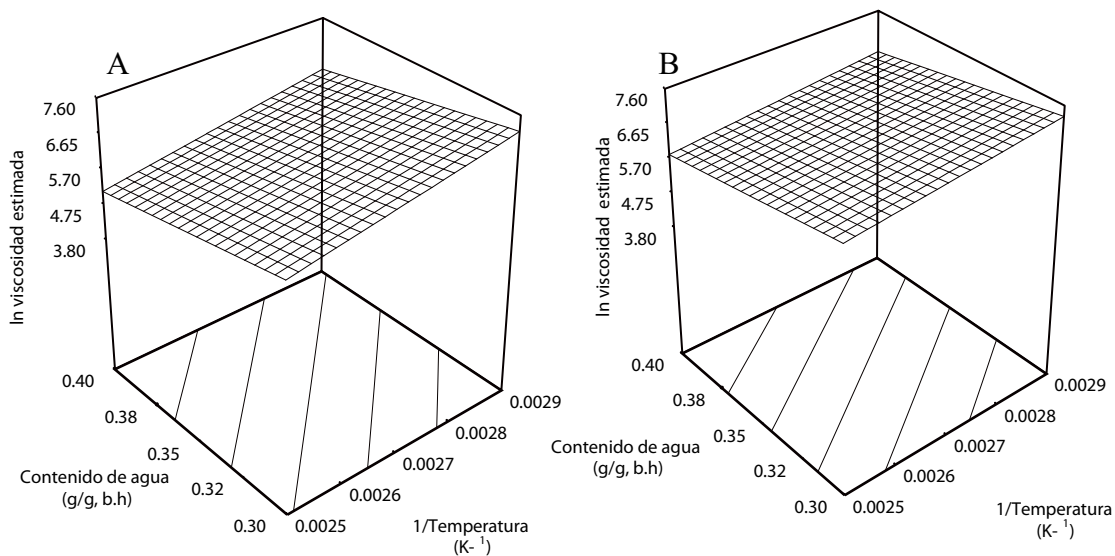 A
7.60
6.65
5.70
4.75
3.80
ln viscosidad estimada
0.40
0.38
0.35
0.32
0.30
Contenido de agua
(g/g, b.h)
0.0025
0.0026
0.0027
0.0028
0.0029
1/Temperatura
(K- 1)
B
7.60
6.65
5.70
4.75
3.80
ln viscosidad estimada
0.40
0.38
0.35
0.32
0.30
Contenido de agua
(g/g, b.h)
0.0025
0.0026
0.0027
0.0028
0.0029
1/Temperatura
(K- 1)